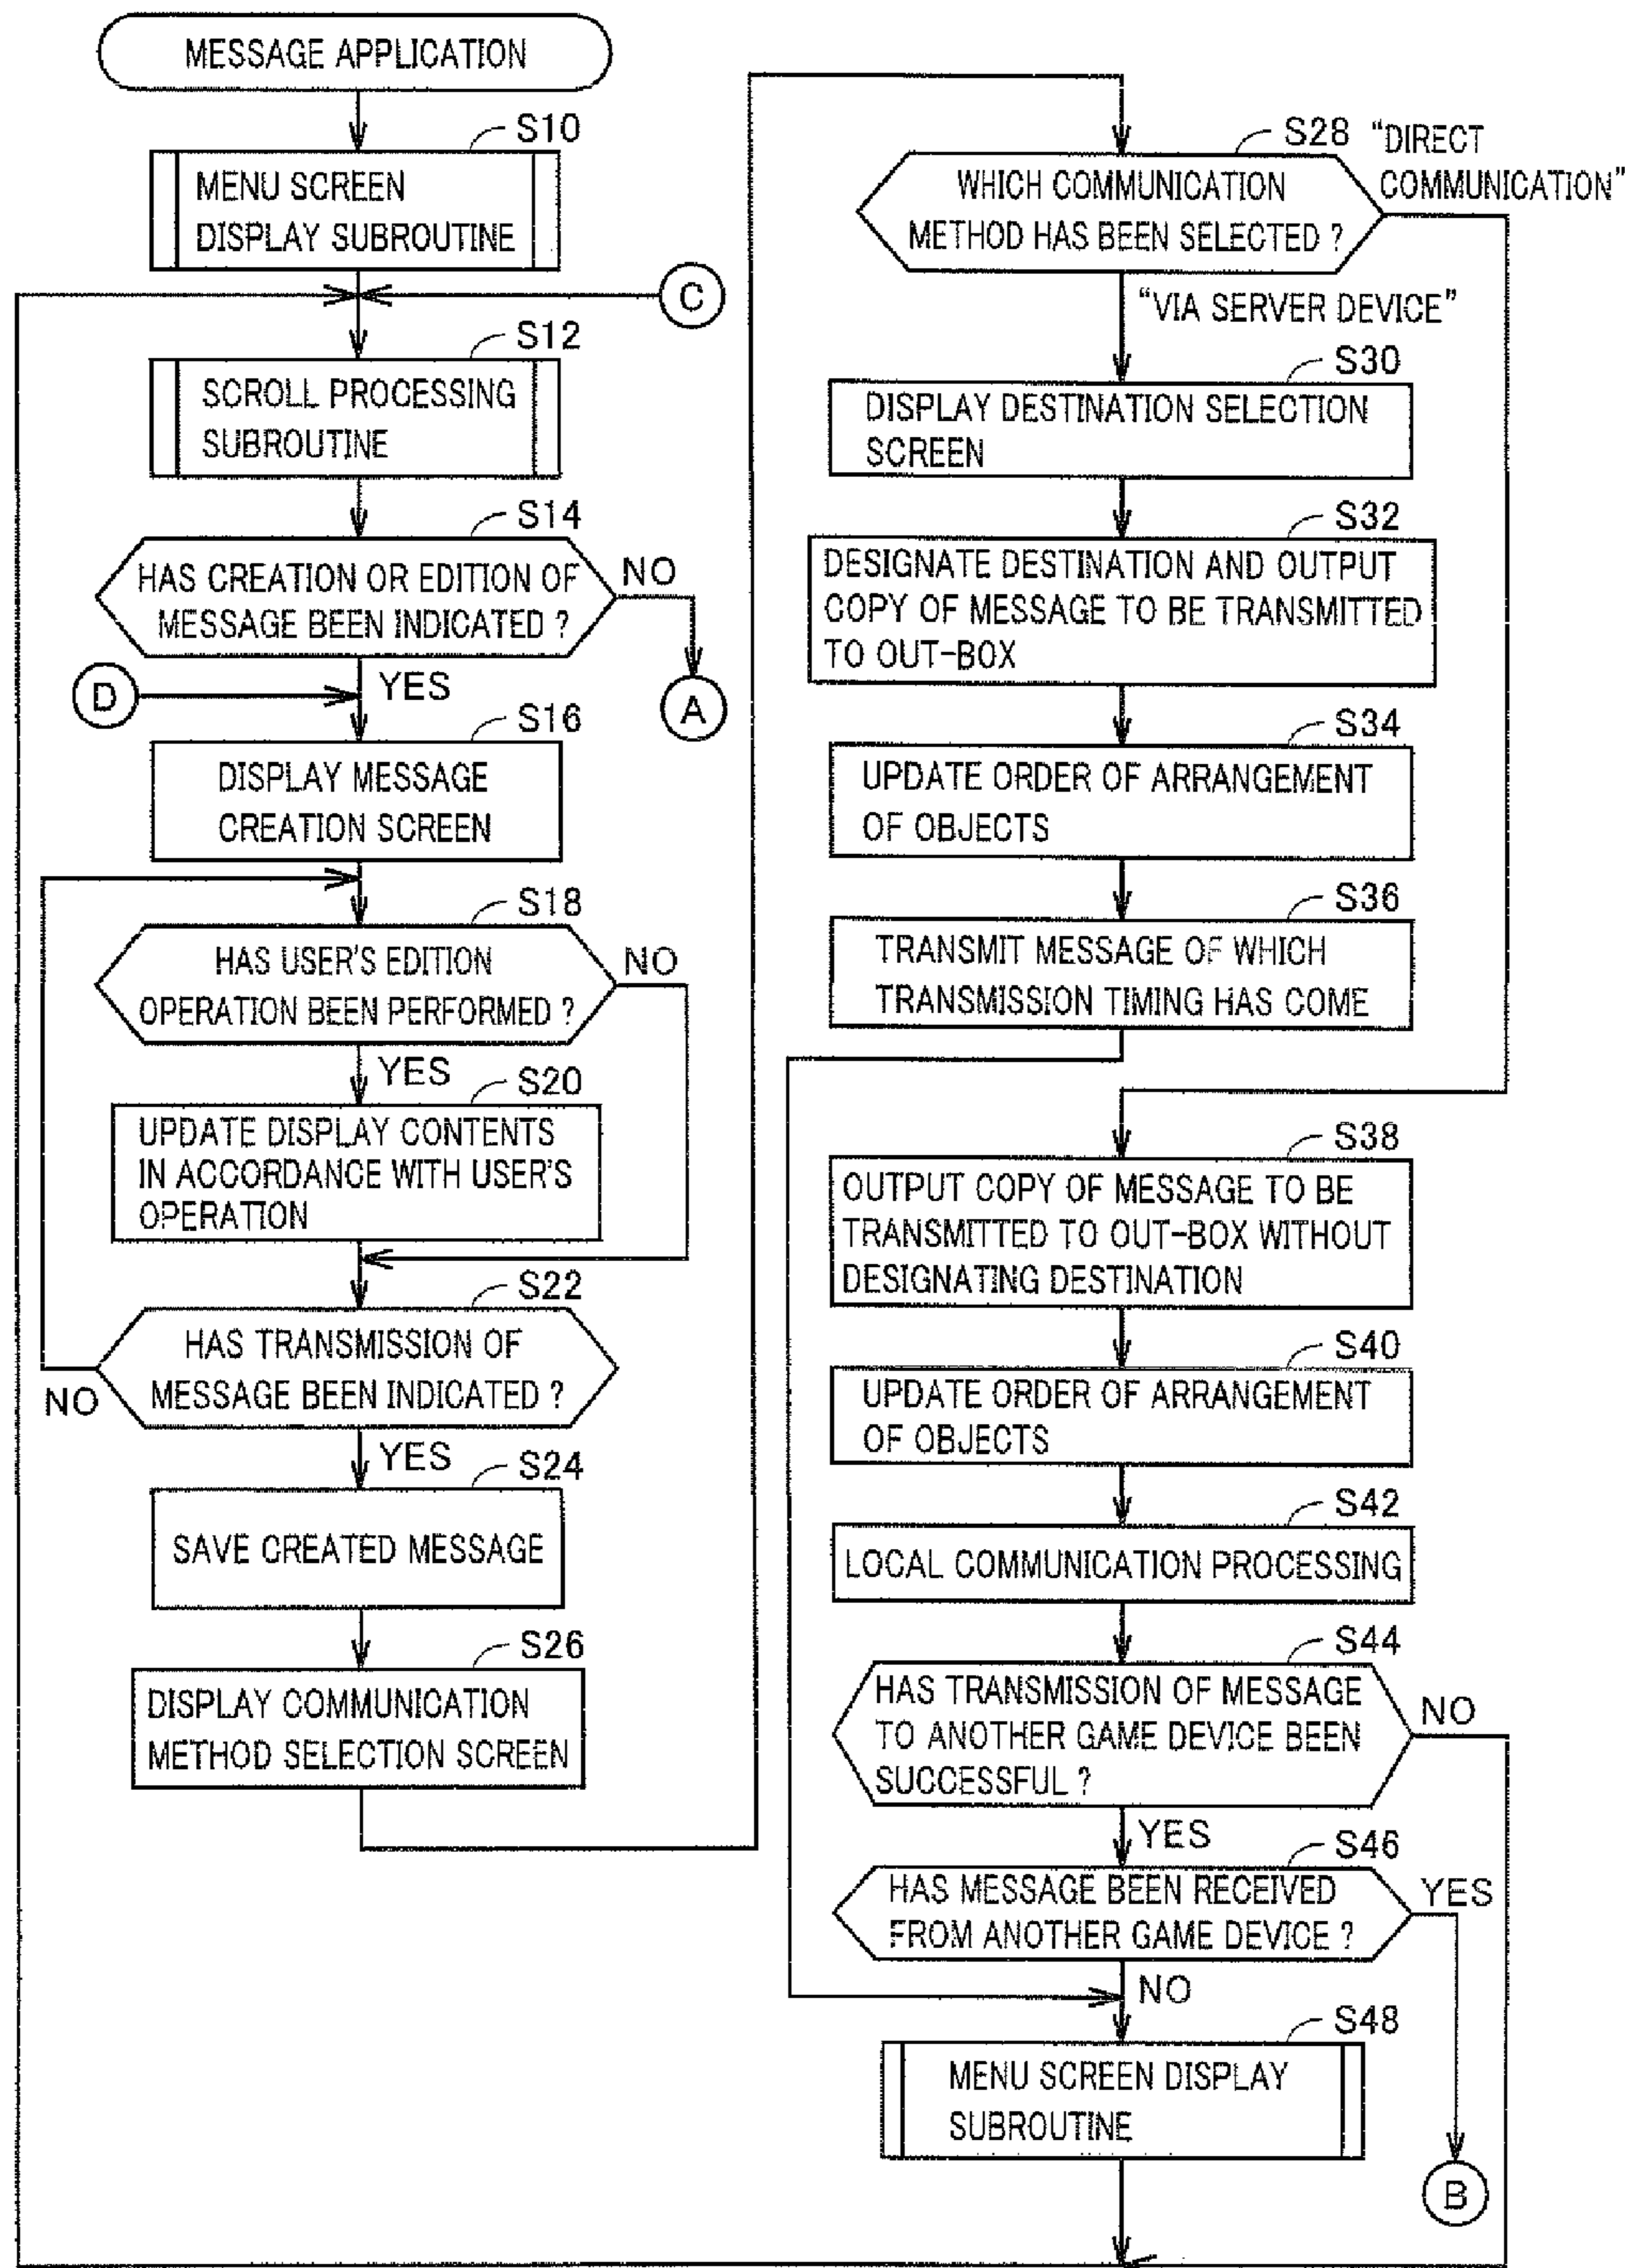 MESSAGE APPLICATION
S10
MENU SCREEN
DISPLAY SUBROUTINE
C
S12
SCROLL PROCESSING
SUBROUTINE
S14
HAS CREATION OR EDITION OF
MESSAGE BEEN INDICATED ?
NO
A
YES
D
S16
DISPLAY MESSAGE
CREATION SCREEN
S18
HAS USER'S EDITION
OPERATION BEEN PERFORMED ?
NO
YES
S20
UPDATE DISPLAY CONTENTS
IN ACCORDANCE WITH USER'S
OPERATION
S22
HAS TRANSMISSION OF
MESSAGE BEEN INDICATED ?
NO
YES
S24
SAVE CREATED MESSAGE
S26
DISPLAY COMMUNICATION
METHOD SELECTION SCREEN
S28
WHICH COMMUNICATION
METHOD HAS BEEN SELECTED ?
"DIRECT
COMMUNICATION"
"VIA SERVER DEVICE"
S30
DISPLAY DESTINATION SELECTION
SCREEN
S32
DESIGNATE DESTINATION AND OUTPUT
COPY OF MESSAGE TO BE TRANSMITTED
TO OUT-BOX
S34
UPDATE ORDER OF ARRANGEMENT
OF OBJECTS
S36
TRANSMIT MESSAGE OF WHICH
TRANSMISSION TIMING HAS COME
S38
OUTPUT COPY OF MESSAGE TO BE
TRANSMITTED TO OUT-BOX WITHOUT
DESIGNATING DESTINATION
S40
UPDATE ORDER OF ARRANGEMENT
OF OBJECTS
S42
LOCAL COMMUNICATION PROCESSING
S44
HAS TRANSMISSION OF MESSAGE
TO ANOTHER GAME DEVICE BEEN
SUCCESSFUL ?
NO
YES
S46
HAS MESSAGE BEEN RECEIVED
FROM ANOTHER GAME DEVICE ?
YES
NO
S48
MENU SCREEN DISPLAY
SUBROUTINE
B